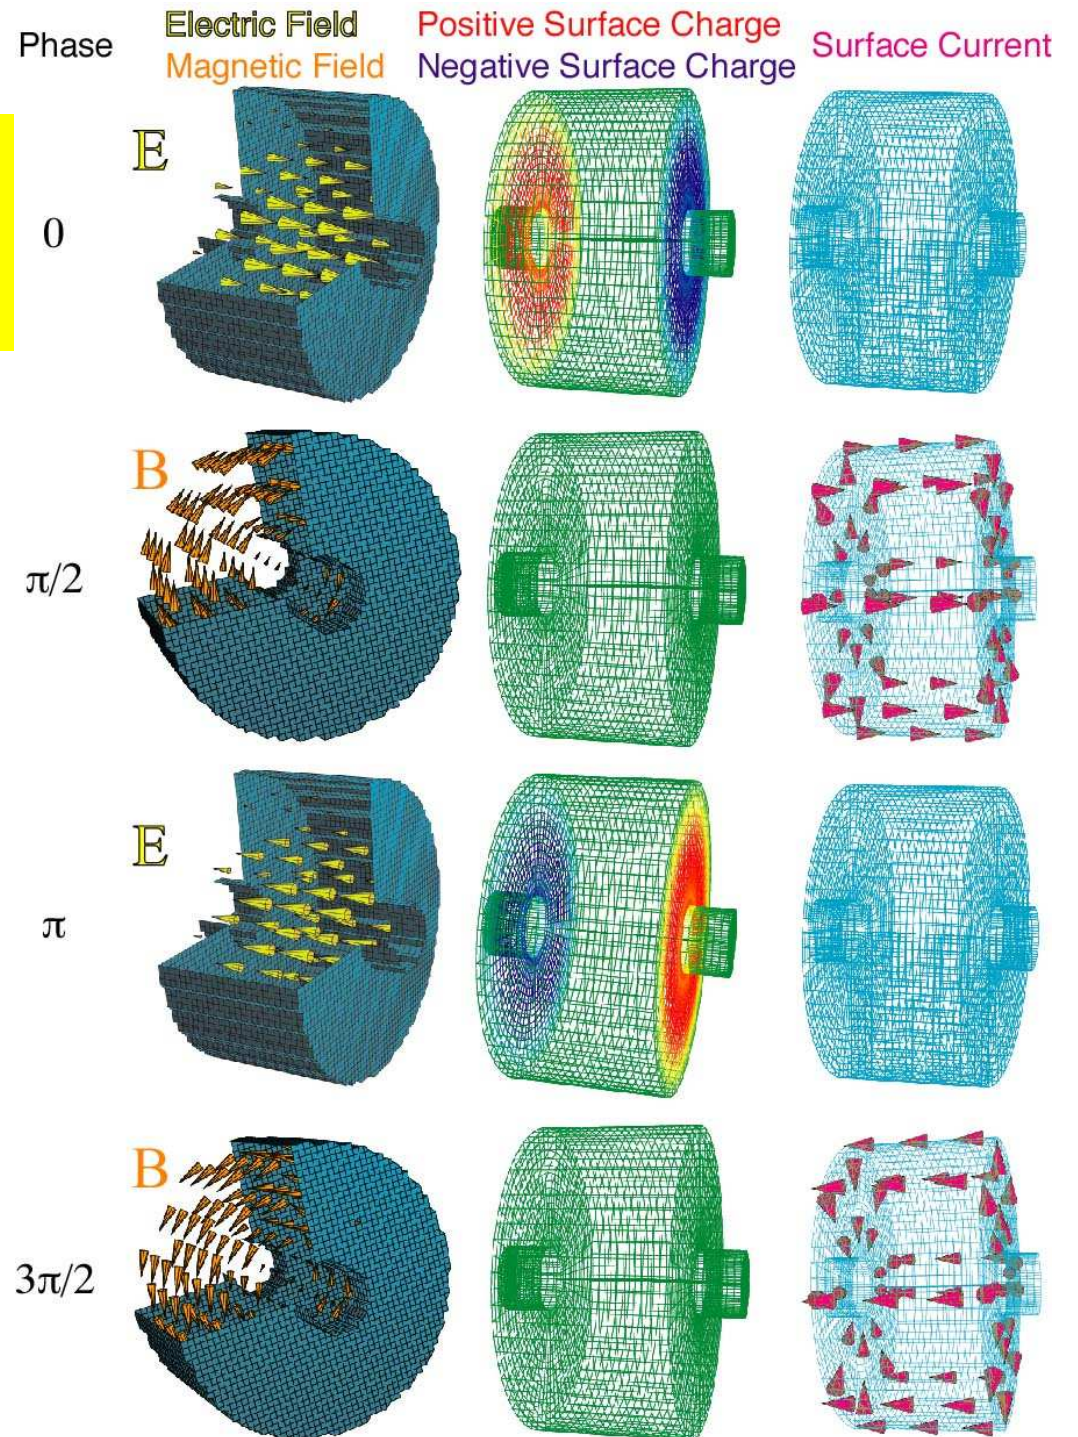 Phase
Electric Field
Magnetic Field
Positive Surface Charge
Negative Surface Charge
Surface Current
0
E
π/2
B
π
E
3π/2
B